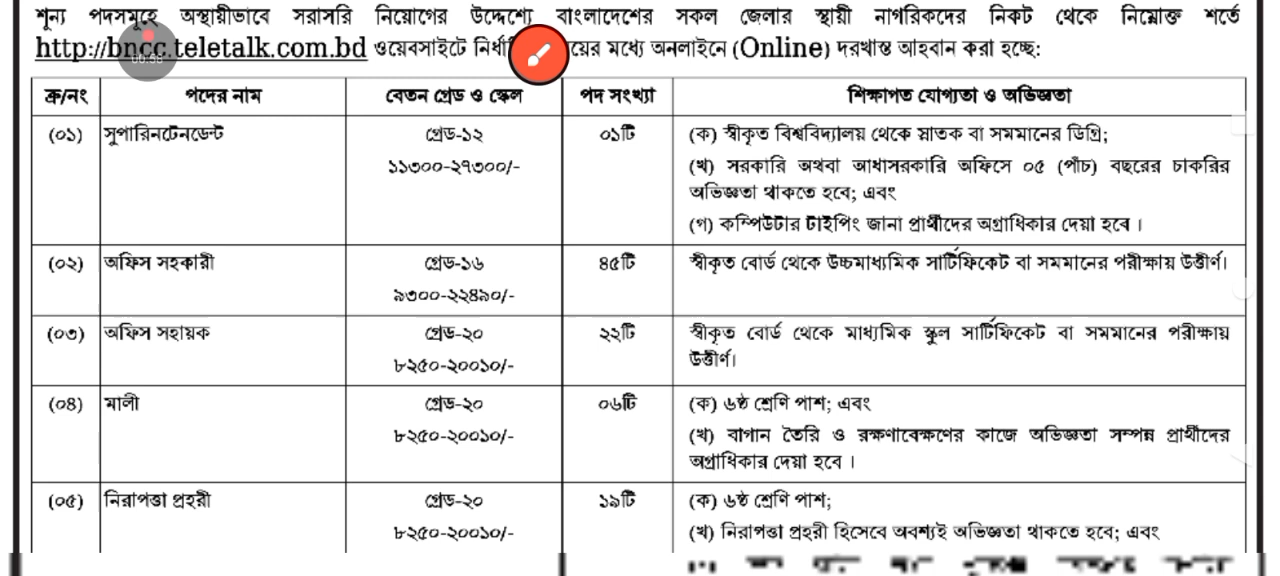 শূন্য পদসমূহে অস্থায়ীভাবে সরাসরি নিয়োগের উদ্দেশ্যে বাংলাদেশের সকল জেলার স্থায়ী নাগরিকদের নিকট থেকে নিম্নোক্ত শর্তে
http://bncc.teletalk.com.bd ওয়েবসাইটে মধ্যে অনলাইনে (Online) দরখাস্ত আহবান করা হচ্ছে:
00:58
ক্র/নং পদের নাম বেতন গ্রেড ও স্কেল পদ সংখ্যা শিক্ষাগত যোগ্যতা ও অভিজ্ঞতা
(০১) সুপারিনটেনডেন্ট গ্রেড-১২ ০১টি (ক) স্বীকৃত বিশ্ববিদ্যালয় থেকে স্নাতক বা সমমানের ডিগ্রি;
১১৩০০-২৭৩০০/- (খ) সরকারি অথবা আধাসরকারি অফিসে ০৫ (পাঁচ) বছরের চাকরির
অভিজ্ঞতা থাকতে হবে; এবং
(গ) কম্পিউটার টাইপিং জানা প্রার্থীদের অগ্রাধিকার দেয়া হবে।
(০২) অফিস সহকারী গ্রেড-১৬ ৪৫টি স্বীকৃত বোর্ড থেকে উচ্চমাধ্যমিক সার্টিফিকেট বা সমমানের পরীক্ষায় উত্তীর্ণ।
৯৩০০-২২৪৯০/-
(০৩) অফিস সহায়ক গ্রেড-২০ ২২টি স্বীকৃত বোর্ড থেকে মাধ্যমিক স্কুল সার্টিফিকেট বা সমমানের পরীক্ষায়
৮২৫০-২০০১০/- উত্তীর্ণ।
(০৪) মালী গ্রেড-২০ ০৬টি (ক) ৬ষ্ঠ শ্রেণি পাশ; এবং
৮২৫০-২০০১০/- (খ) বাগান তৈরি ও রক্ষণাবেক্ষণের কাজে অভিজ্ঞতা সম্পন্ন প্রার্থীদের
অগ্রাধিকার দেয়া হবে।
(০৫) নিরাপত্তা প্রহরী গ্রেড-২০ ১৯টি (ক) ৬ষ্ঠ শ্রেণি পাশ;
৮২৫০-২০০১০/- (খ) নিরাপত্তা প্রহরী হিসেবে অবশ্যই অভিজ্ঞতা থাকতে হবে; এবং